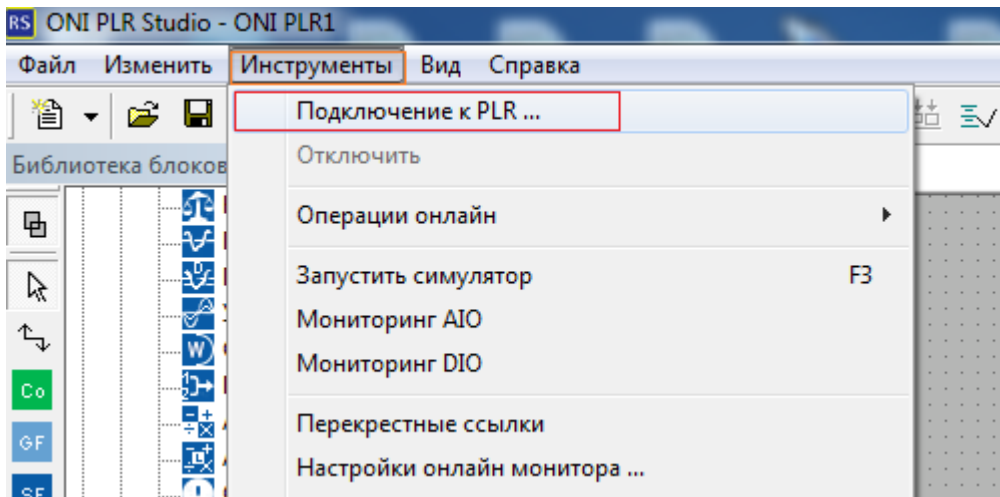 RS ONI PLR Studio - ONI PLR1
Файл Изменить Инструменты Вид Справка
Подключение к PLR ...
Отключить
Библиотека блоков
Операции онлайн
Запустить симулятор F3
Мониторинг AIO
Мониторинг DIO
Перекрестные ссылки
Настройки онлайн монитора ...
W
Co
GF
SF